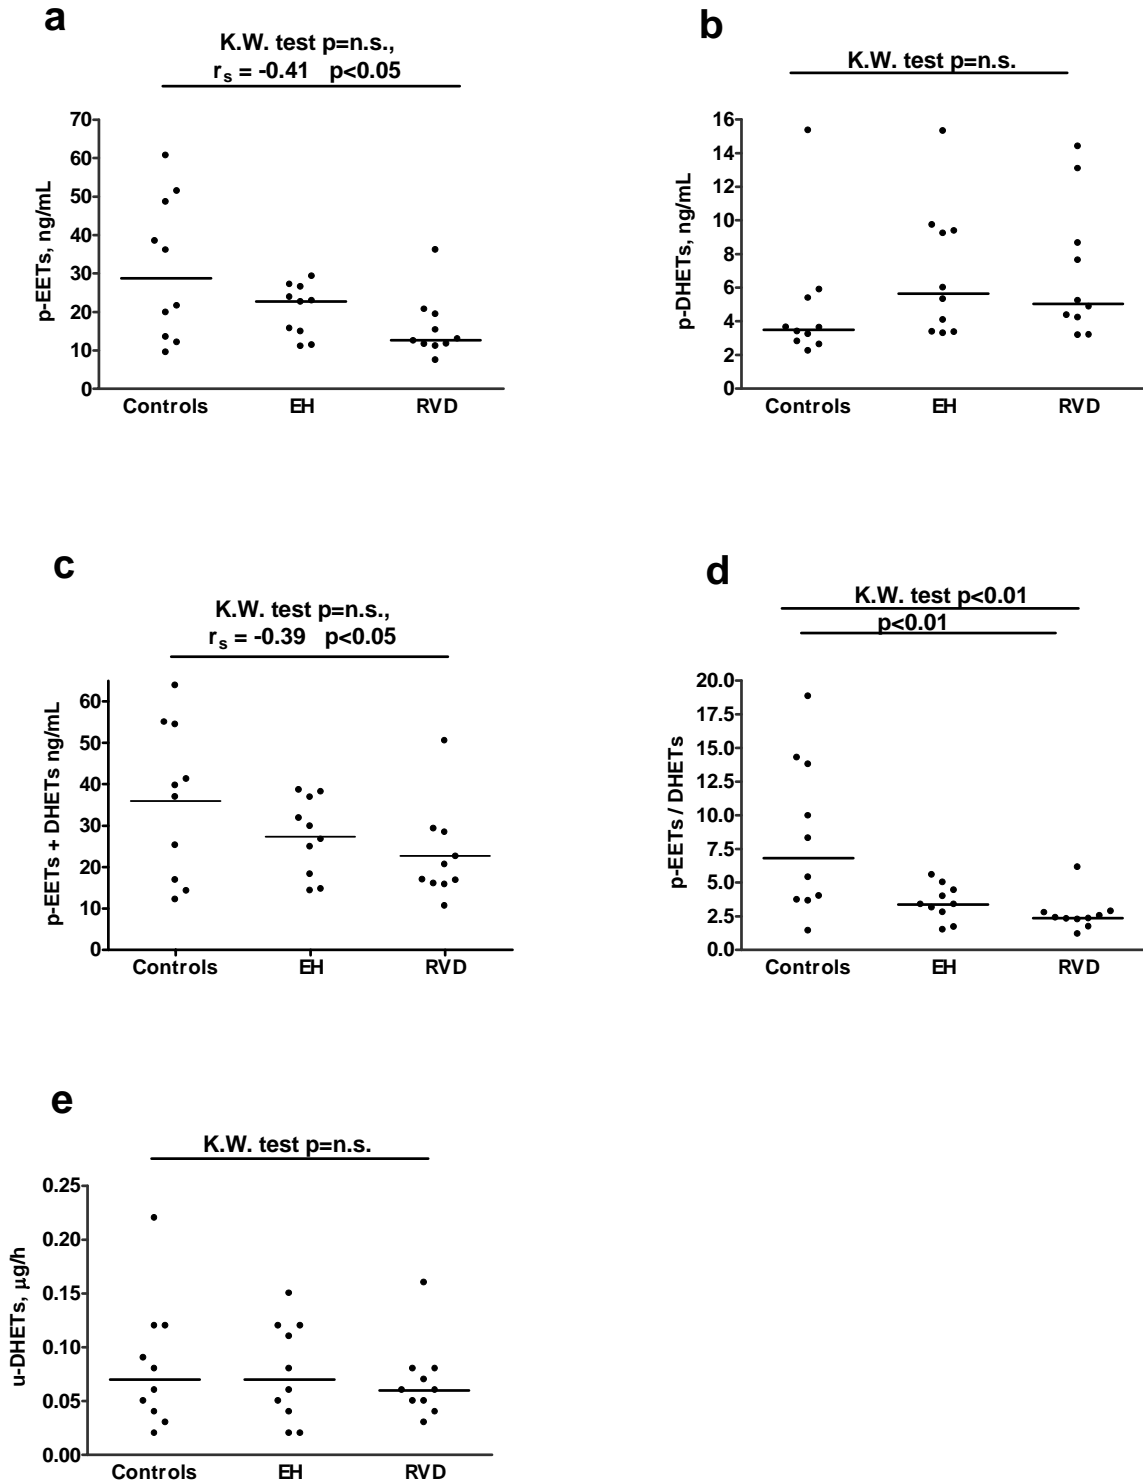 a
K.W. test p=n.s.,
rs = -0.41 p<0.05
p-EETs, ng/mL
70
60
50
40
30
20
10
0
Controls EH RVD
b
K.W. test p=n.s.
p-DHETs, ng/mL
16
14
12
10
8
6
4
2
0
Controls EH RVD
c
K.W. test p=n.s.,
rs = -0.39 p<0.05
p-EETs + DHETs ng/mL
60
50
40
30
20
10
0
Controls EH RVD
d
K.W. test p<0.01
p<0.01
p-EETs / DHETs
20.0
17.5
15.0
12.5
10.0
7.5
5.0
2.5
0.0
Controls EH RVD
e
K.W. test p=n.s.
u-DHETs, μg/h
0.25
0.20
0.15
0.10
0.05
0.00
Controls EH RVD